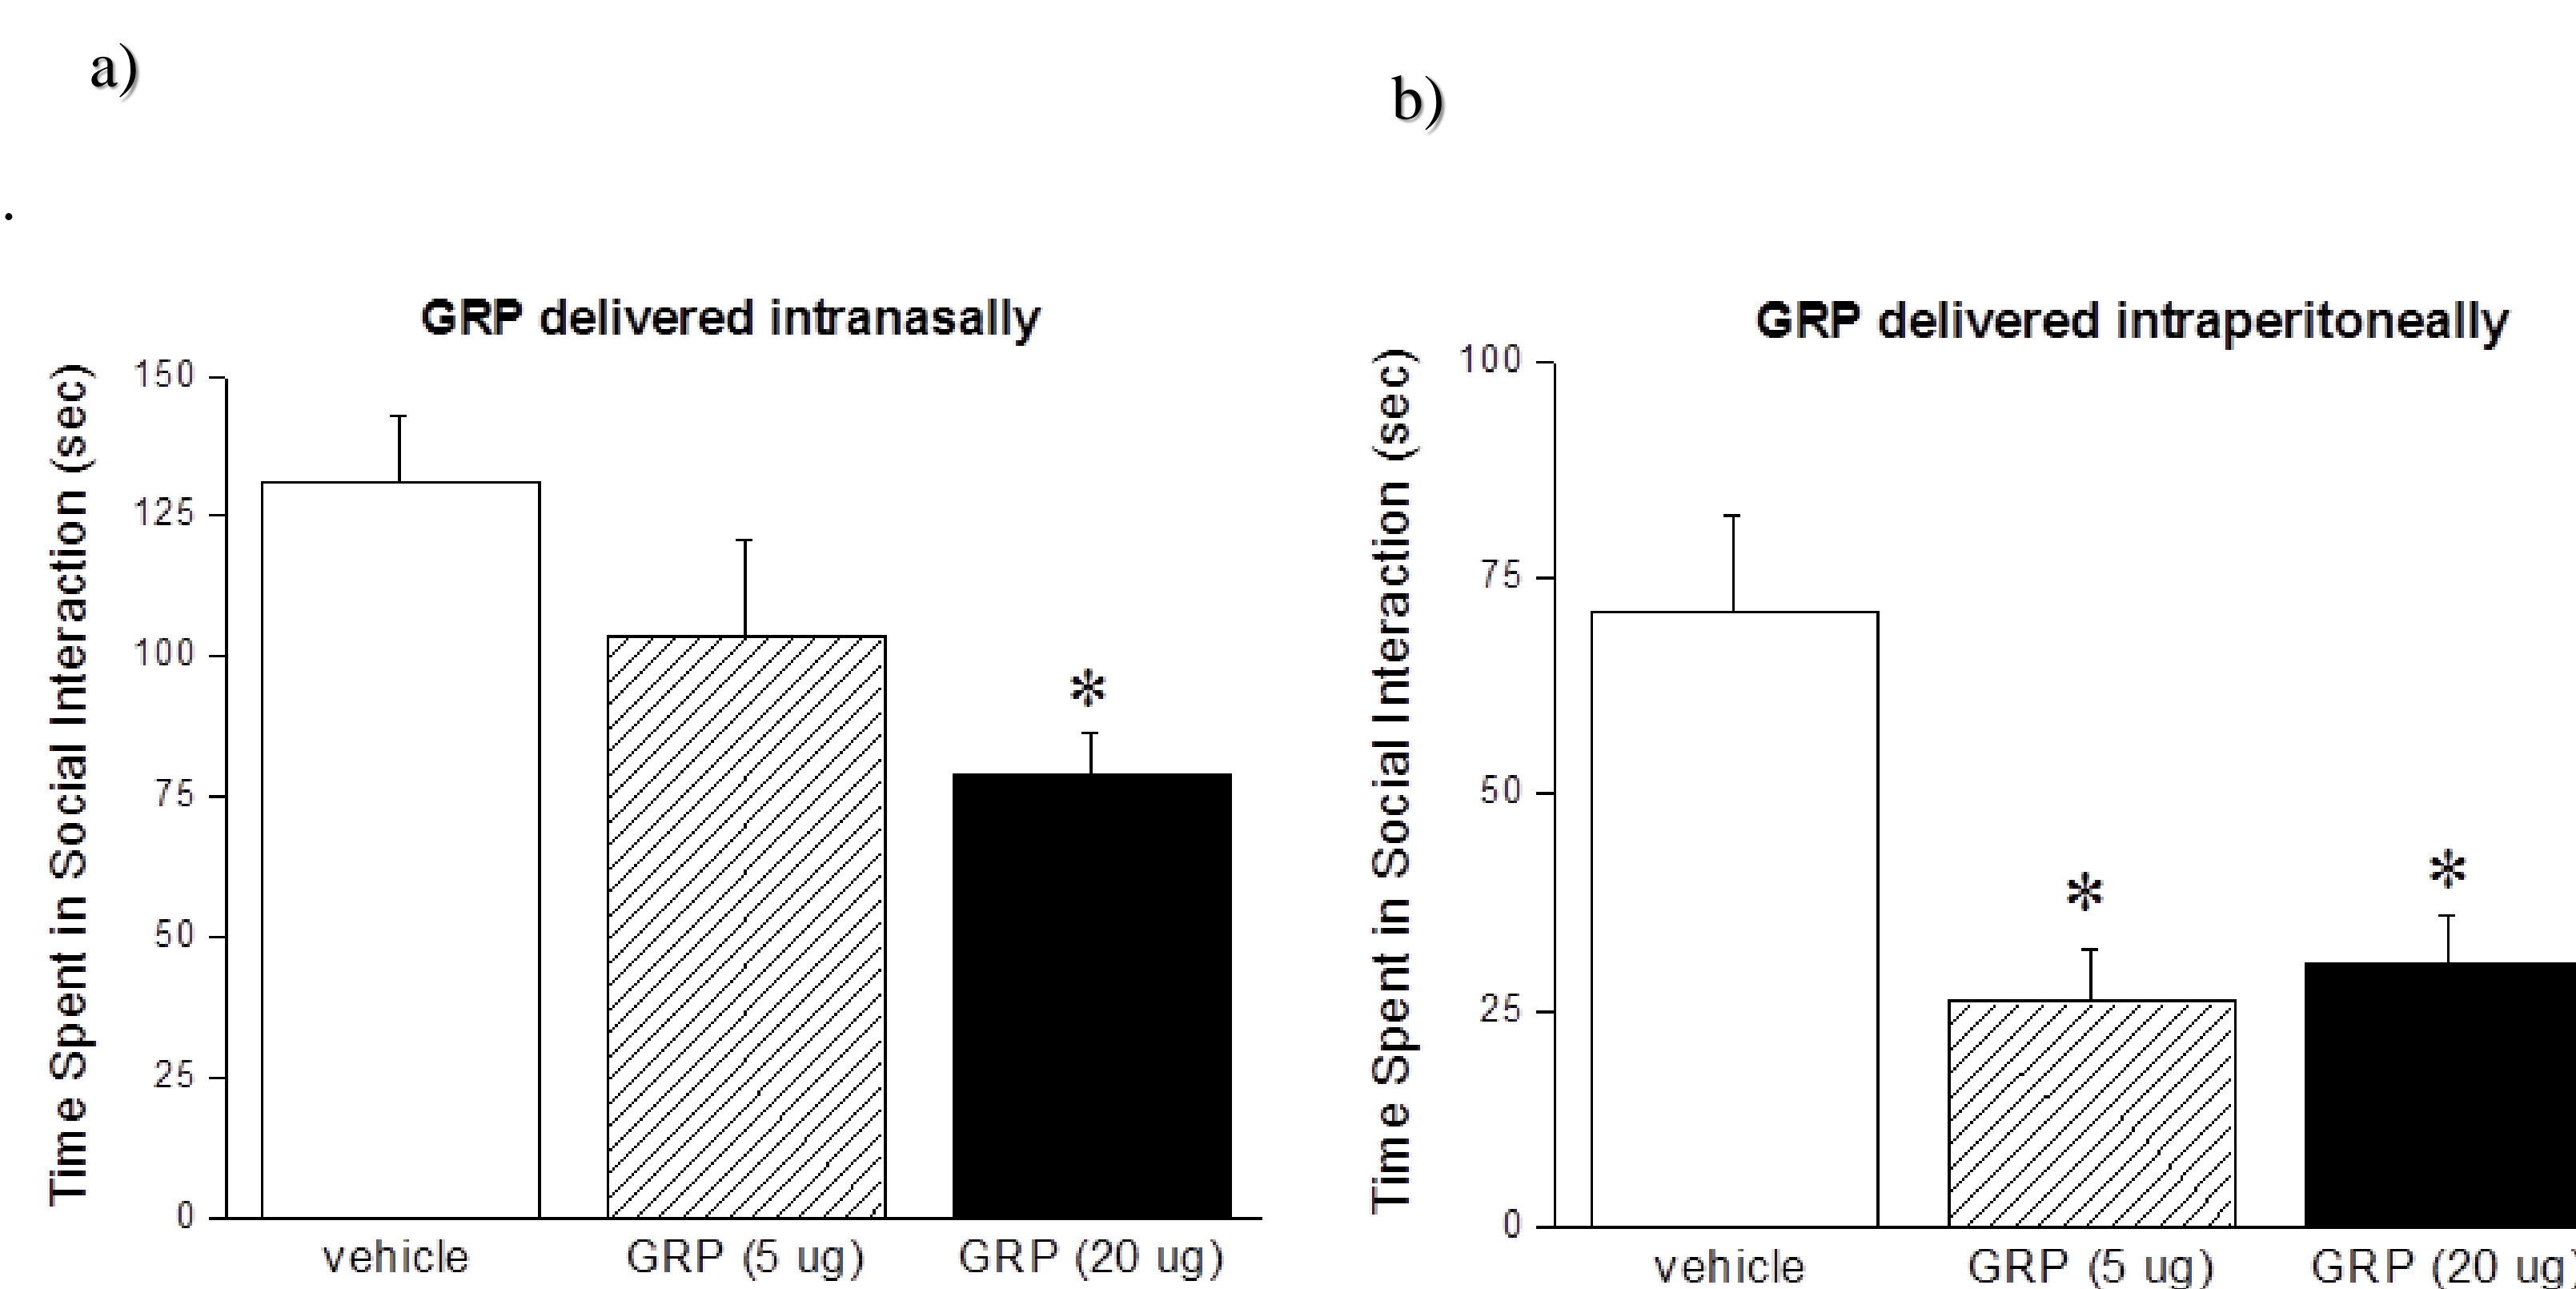 a)
.
GRP delivered intranasally
Time Spent in Social Interaction (sec)
150
125
100
75
50
25
0
*
vehicle
GRP (5 ug)
GRP (20 ug)
b)
GRP delivered intraperitoneally
Time Spent in Social Interaction (sec)
100
75
50
25
0
*
*
vehicle
GRP (5 ug)
GRP (20 ug)